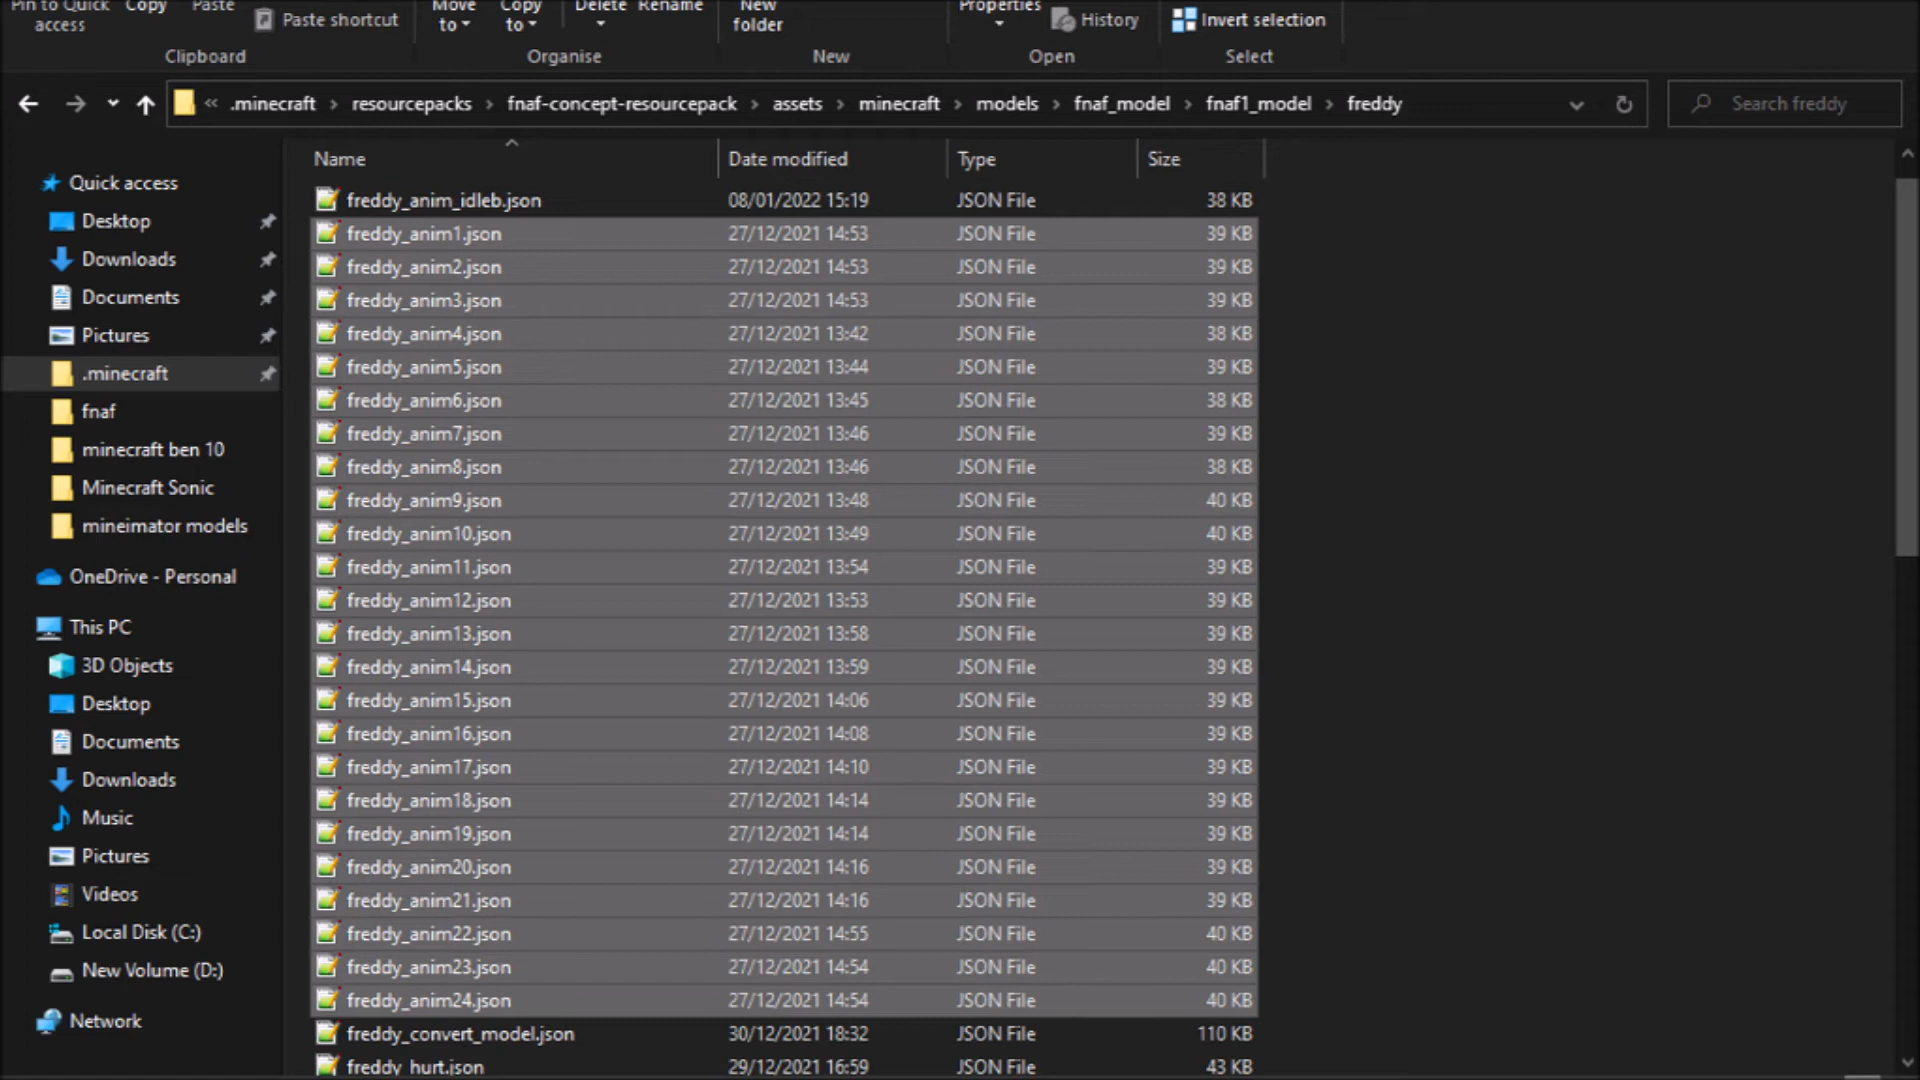 Pin to Quick access Copy Paste Paste shortcut Move to Copy to Delete Rename New folder Properties History Invert selection
Clipboard Organise New Open Select
« .minecraft › resourcepacks › fnaf-concept-resourcepack › assets › minecraft › models › fnaf_model › fnaf1_model › freddy Search freddy
Name Date modified Type Size
Quick access
Desktop
Downloads
Documents
Pictures
.minecraft
fnaf
minecraft ben 10
Minecraft Sonic
mineimator models
OneDrive - Personal
This PC
3D Objects
Desktop
Documents
Downloads
Music
Pictures
Videos
Local Disk (C:)
New Volume (D:)
Network
freddy_anim_idleb.json 08/01/2022 15:19 JSON File 38 KB
freddy_anim1.json 27/12/2021 14:53 JSON File 39 KB
freddy_anim2.json 27/12/2021 14:53 JSON File 39 KB
freddy_anim3.json 27/12/2021 14:53 JSON File 39 KB
freddy_anim4.json 27/12/2021 13:42 JSON File 38 KB
freddy_anim5.json 27/12/2021 13:44 JSON File 39 KB
freddy_anim6.json 27/12/2021 13:45 JSON File 38 KB
freddy_anim7.json 27/12/2021 13:46 JSON File 39 KB
freddy_anim8.json 27/12/2021 13:46 JSON File 38 KB
freddy_anim9.json 27/12/2021 13:48 JSON File 40 KB
freddy_anim10.json 27/12/2021 13:49 JSON File 40 KB
freddy_anim11.json 27/12/2021 13:54 JSON File 39 KB
freddy_anim12.json 27/12/2021 13:53 JSON File 39 KB
freddy_anim13.json 27/12/2021 13:58 JSON File 39 KB
freddy_anim14.json 27/12/2021 13:59 JSON File 39 KB
freddy_anim15.json 27/12/2021 14:06 JSON File 39 KB
freddy_anim16.json 27/12/2021 14:08 JSON File 39 KB
freddy_anim17.json 27/12/2021 14:10 JSON File 39 KB
freddy_anim18.json 27/12/2021 14:14 JSON File 39 KB
freddy_anim19.json 27/12/2021 14:14 JSON File 39 KB
freddy_anim20.json 27/12/2021 14:16 JSON File 39 KB
freddy_anim21.json 27/12/2021 14:16 JSON File 39 KB
freddy_anim22.json 27/12/2021 14:55 JSON File 40 KB
freddy_anim23.json 27/12/2021 14:54 JSON File 40 KB
freddy_anim24.json 27/12/2021 14:54 JSON File 40 KB
freddy_convert_model.json 30/12/2021 18:32 JSON File 110 KB
freddy_hurt.json 29/12/2021 16:59 JSON File 43 KB